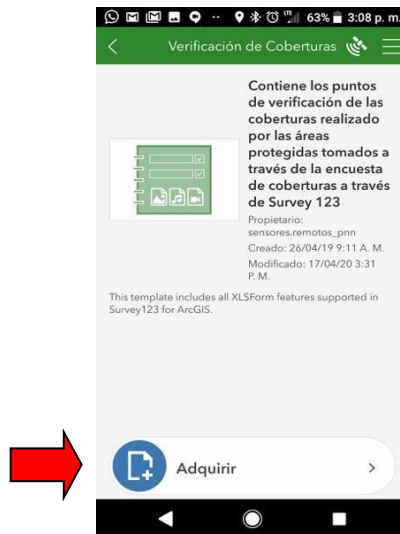 63% 3:08 p. m.
Verificación de Coberturas
Contiene los puntos
de verificación de las
coberturas realizado
por las áreas
protegidas tomados a
través de la encuesta
de coberturas a través
de Survey 123
Propietario:
sensores.remotos_pnn
Creado: 26/04/19 9:11 A. M.
Modificado: 17/04/20 3:31
P. M.
This template includes all XLSForm features supported in
Survey123 for ArcGIS.
Adquirir